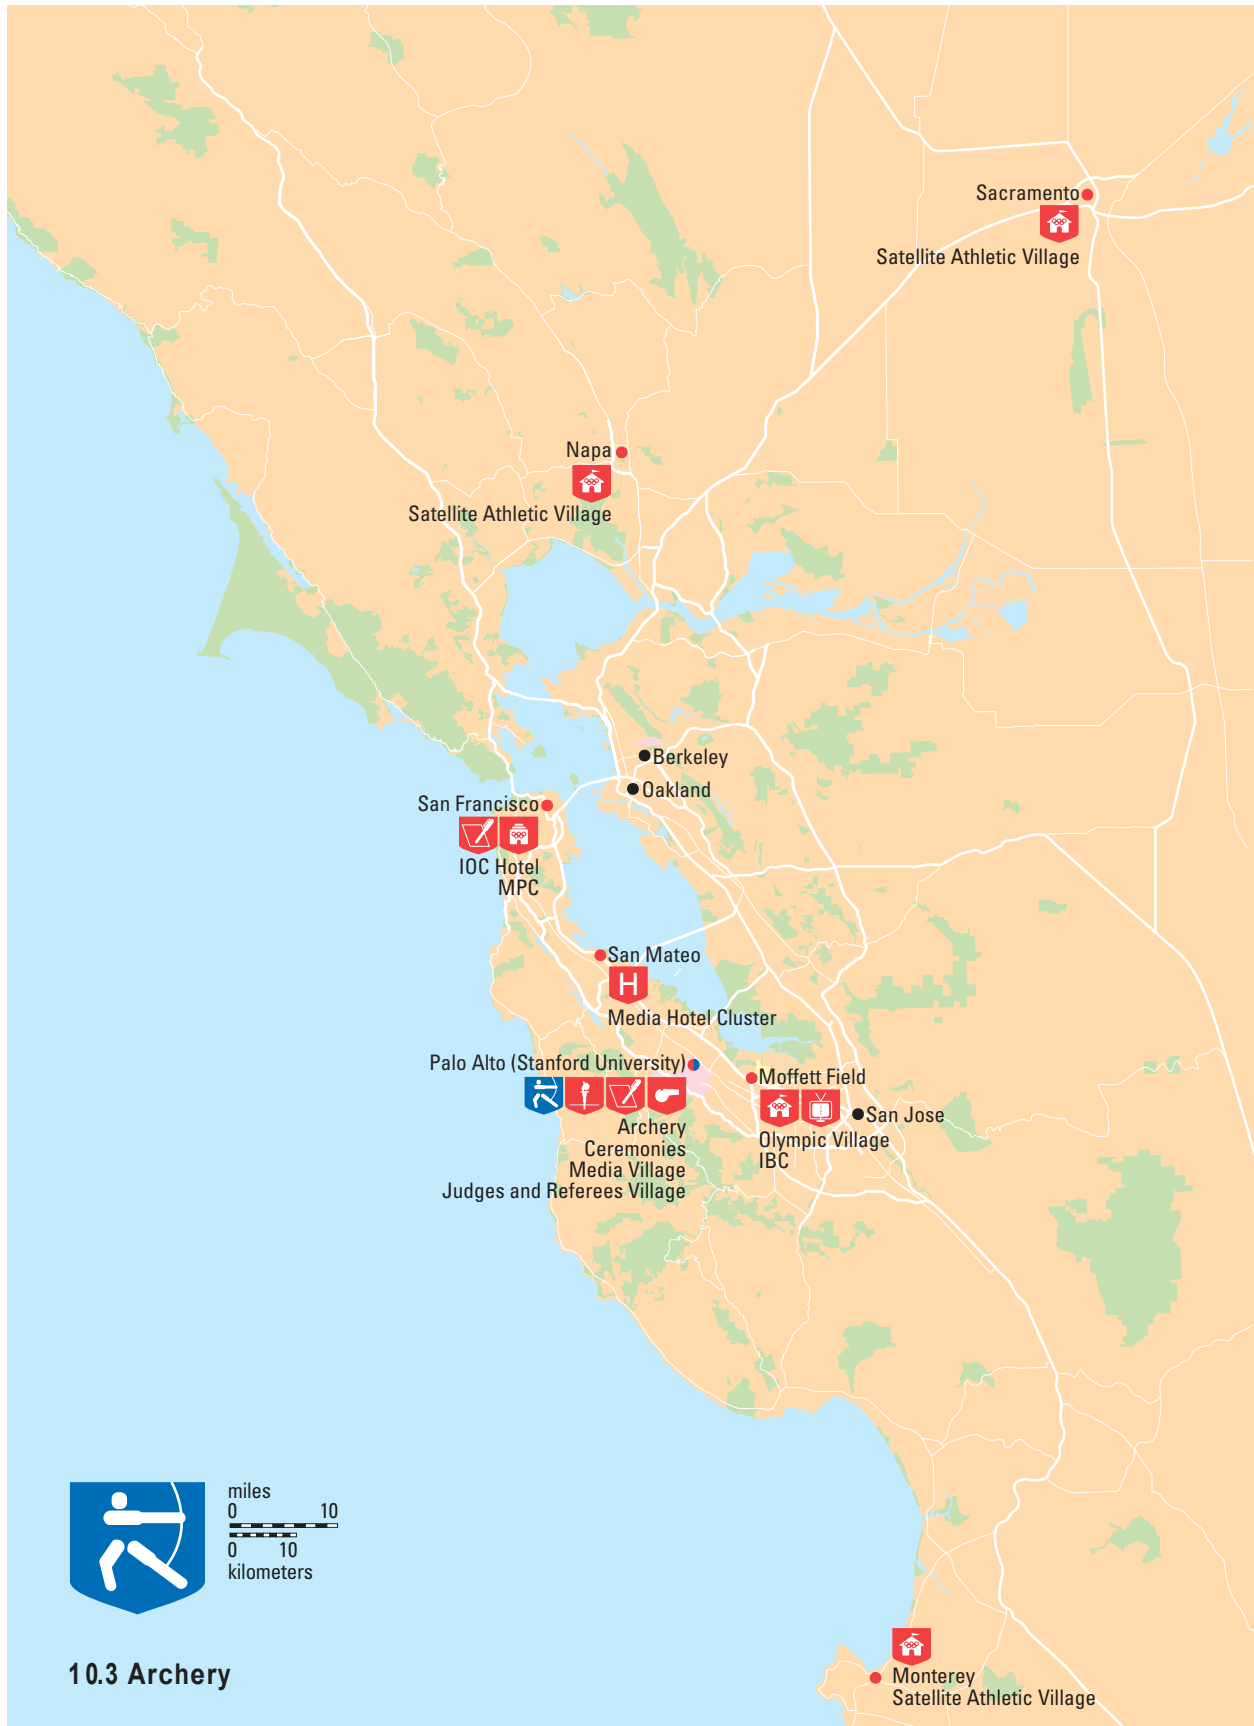 Sacramento
Satellite Athletic Village
Napa
Satellite Athletic Village
Berkeley
Oakland
San Francisco
IOC Hotel
MPC
San Mateo
H
Media Hotel Cluster
Palo Alto (Stanford University)
Archery
Ceremonies
Media Village
Judges and Referees Village
Moffett Field
Olympic Village
IBC
San Jose
miles
0 10
0 10
kilometers
10.3 Archery
Monterey
Satellite Athletic Village